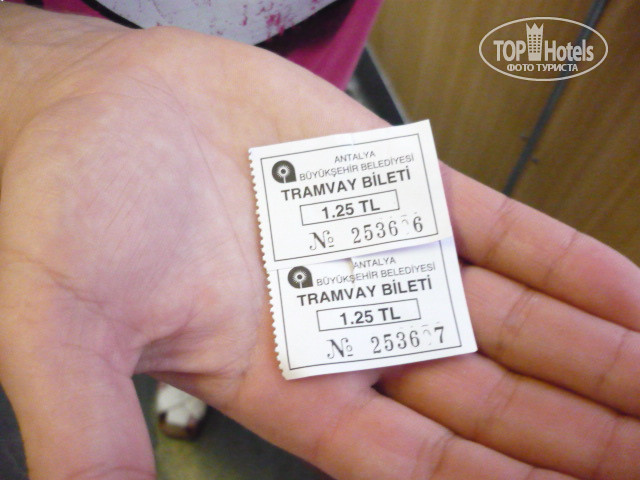 TOP Hotels
ФОТО ТУРИСТА
ANTALYA
BÜYÜKŞEHİR BELEDİYESİ
TRAMVAY BİLETİ
1.25 TL
№
ANTALYA
BÜYÜKŞEHİR BELEDİYESİ
TRAMVAY BİLETİ
1.25 TL
№